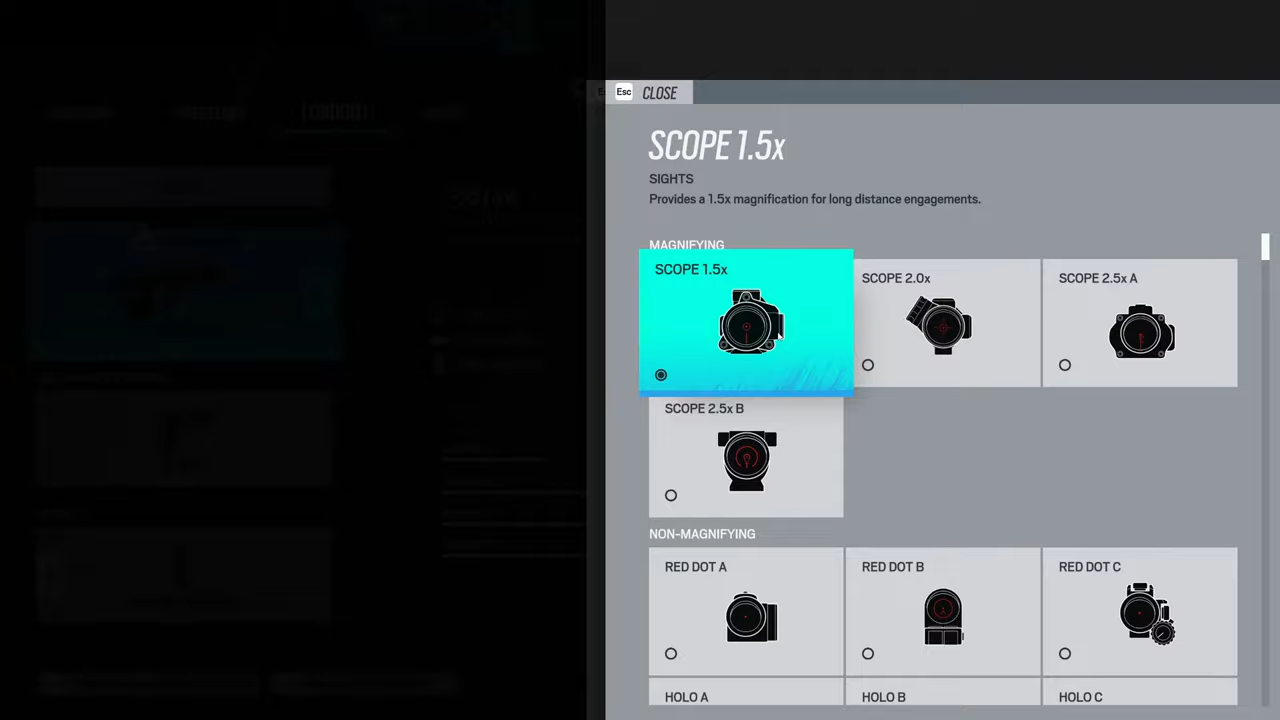 Esc CLOSE
SCOPE 1.5x
SIGHTS
Provides a 1.5x magnification for long distance engagements.
MAGNIFYING
SCOPE 1.5x
SCOPE 2.0x
SCOPE 2.5x A
SCOPE 2.5x B
NON-MAGNIFYING
RED DOT A
RED DOT B
RED DOT C
HOLO A
HOLO B
HOLO C